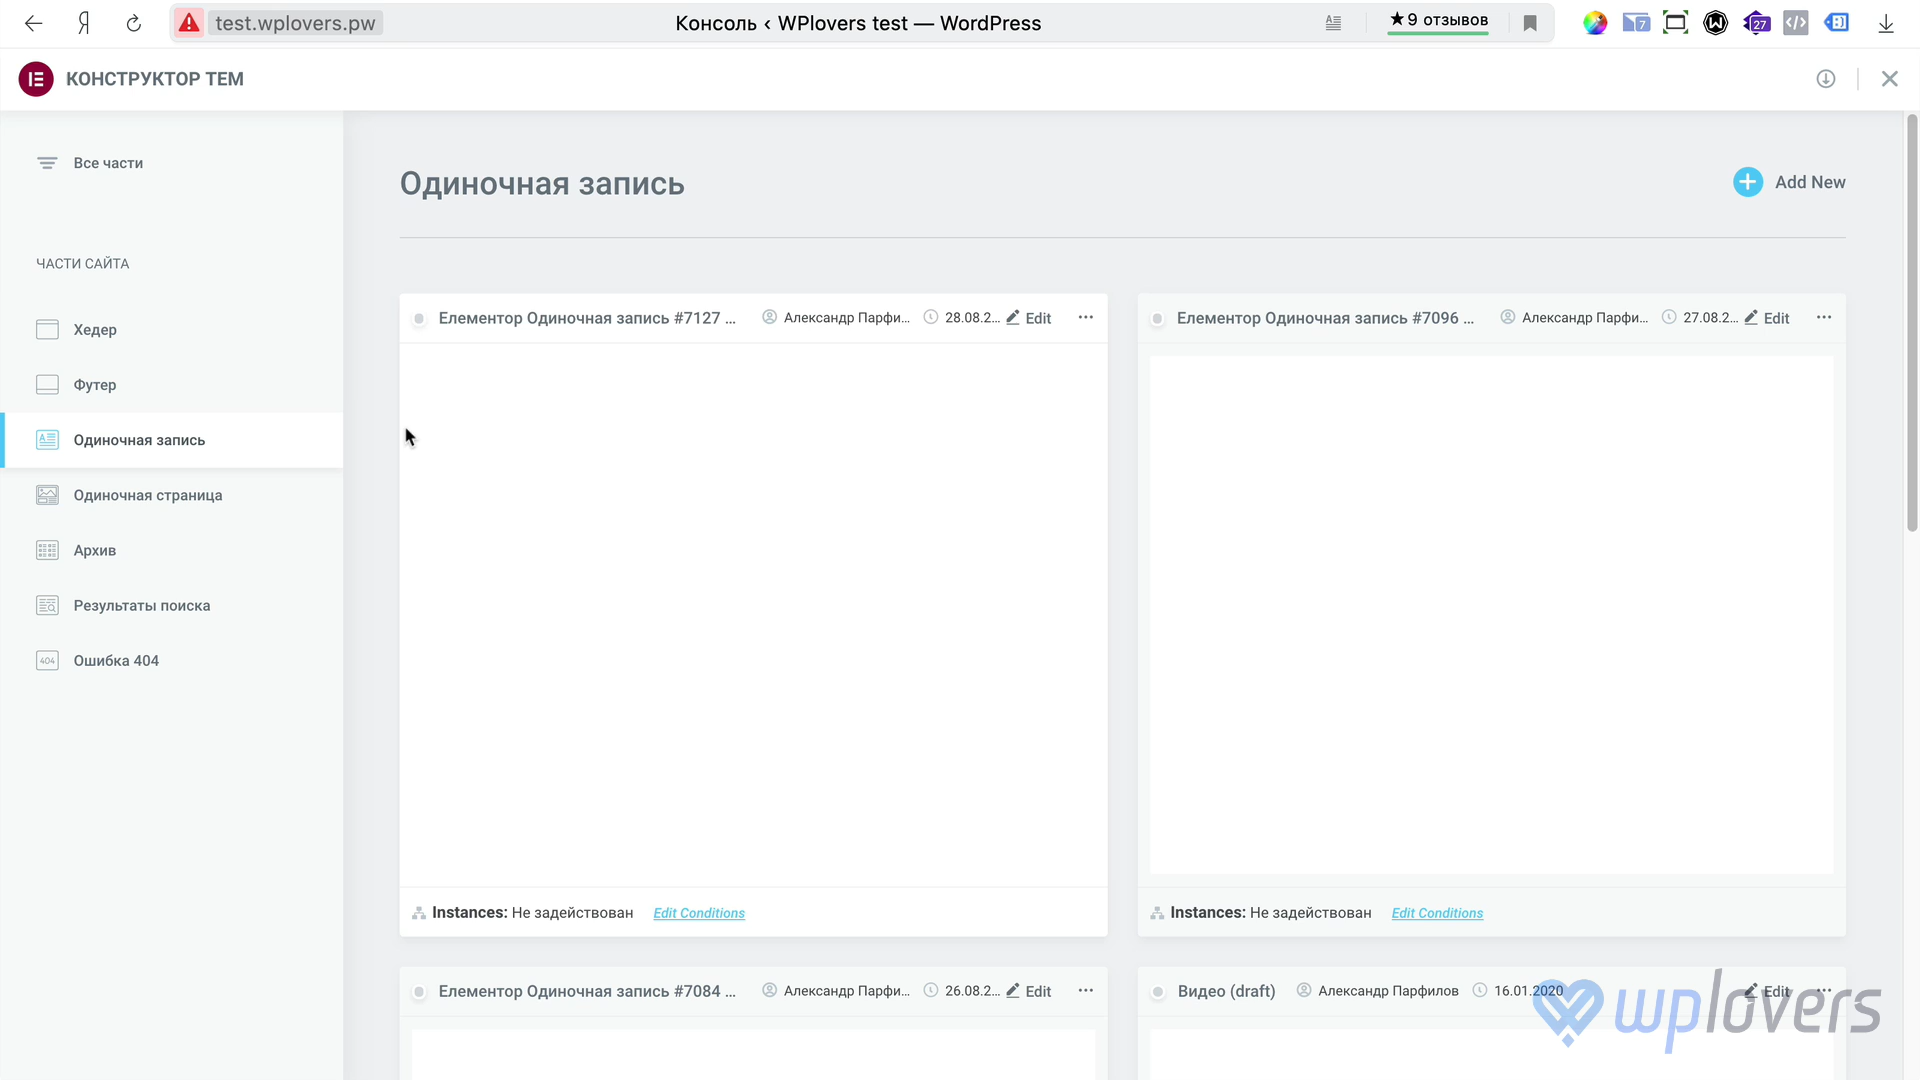 Я
test.wplovers.pw
Консоль ‹ WPlovers test — WordPress
★9 отзывов
7
27
КОНСТРУКТОР ТЕМ
Все части
Одиночная запись
Add New
ЧАСТИ САЙТА
Хедер
Футер
Одиночная запись
Одиночная страница
Архив
Результаты поиска
404
Ошибка 404
Елементор Одиночная запись #7127 ...
Александр Парфи...
28.08.2...
Edit
Елементор Одиночная запись #7096 ...
Александр Парфи...
27.08.2...
Edit
Instances: Не задействован
Edit Conditions
Instances: Не задействован
Edit Conditions
Елементор Одиночная запись #7084 ...
Александр Парфи...
26.08.2...
Edit
Видео (draft)
Александр Парфилов
16.01.2020
Edit
wplovers